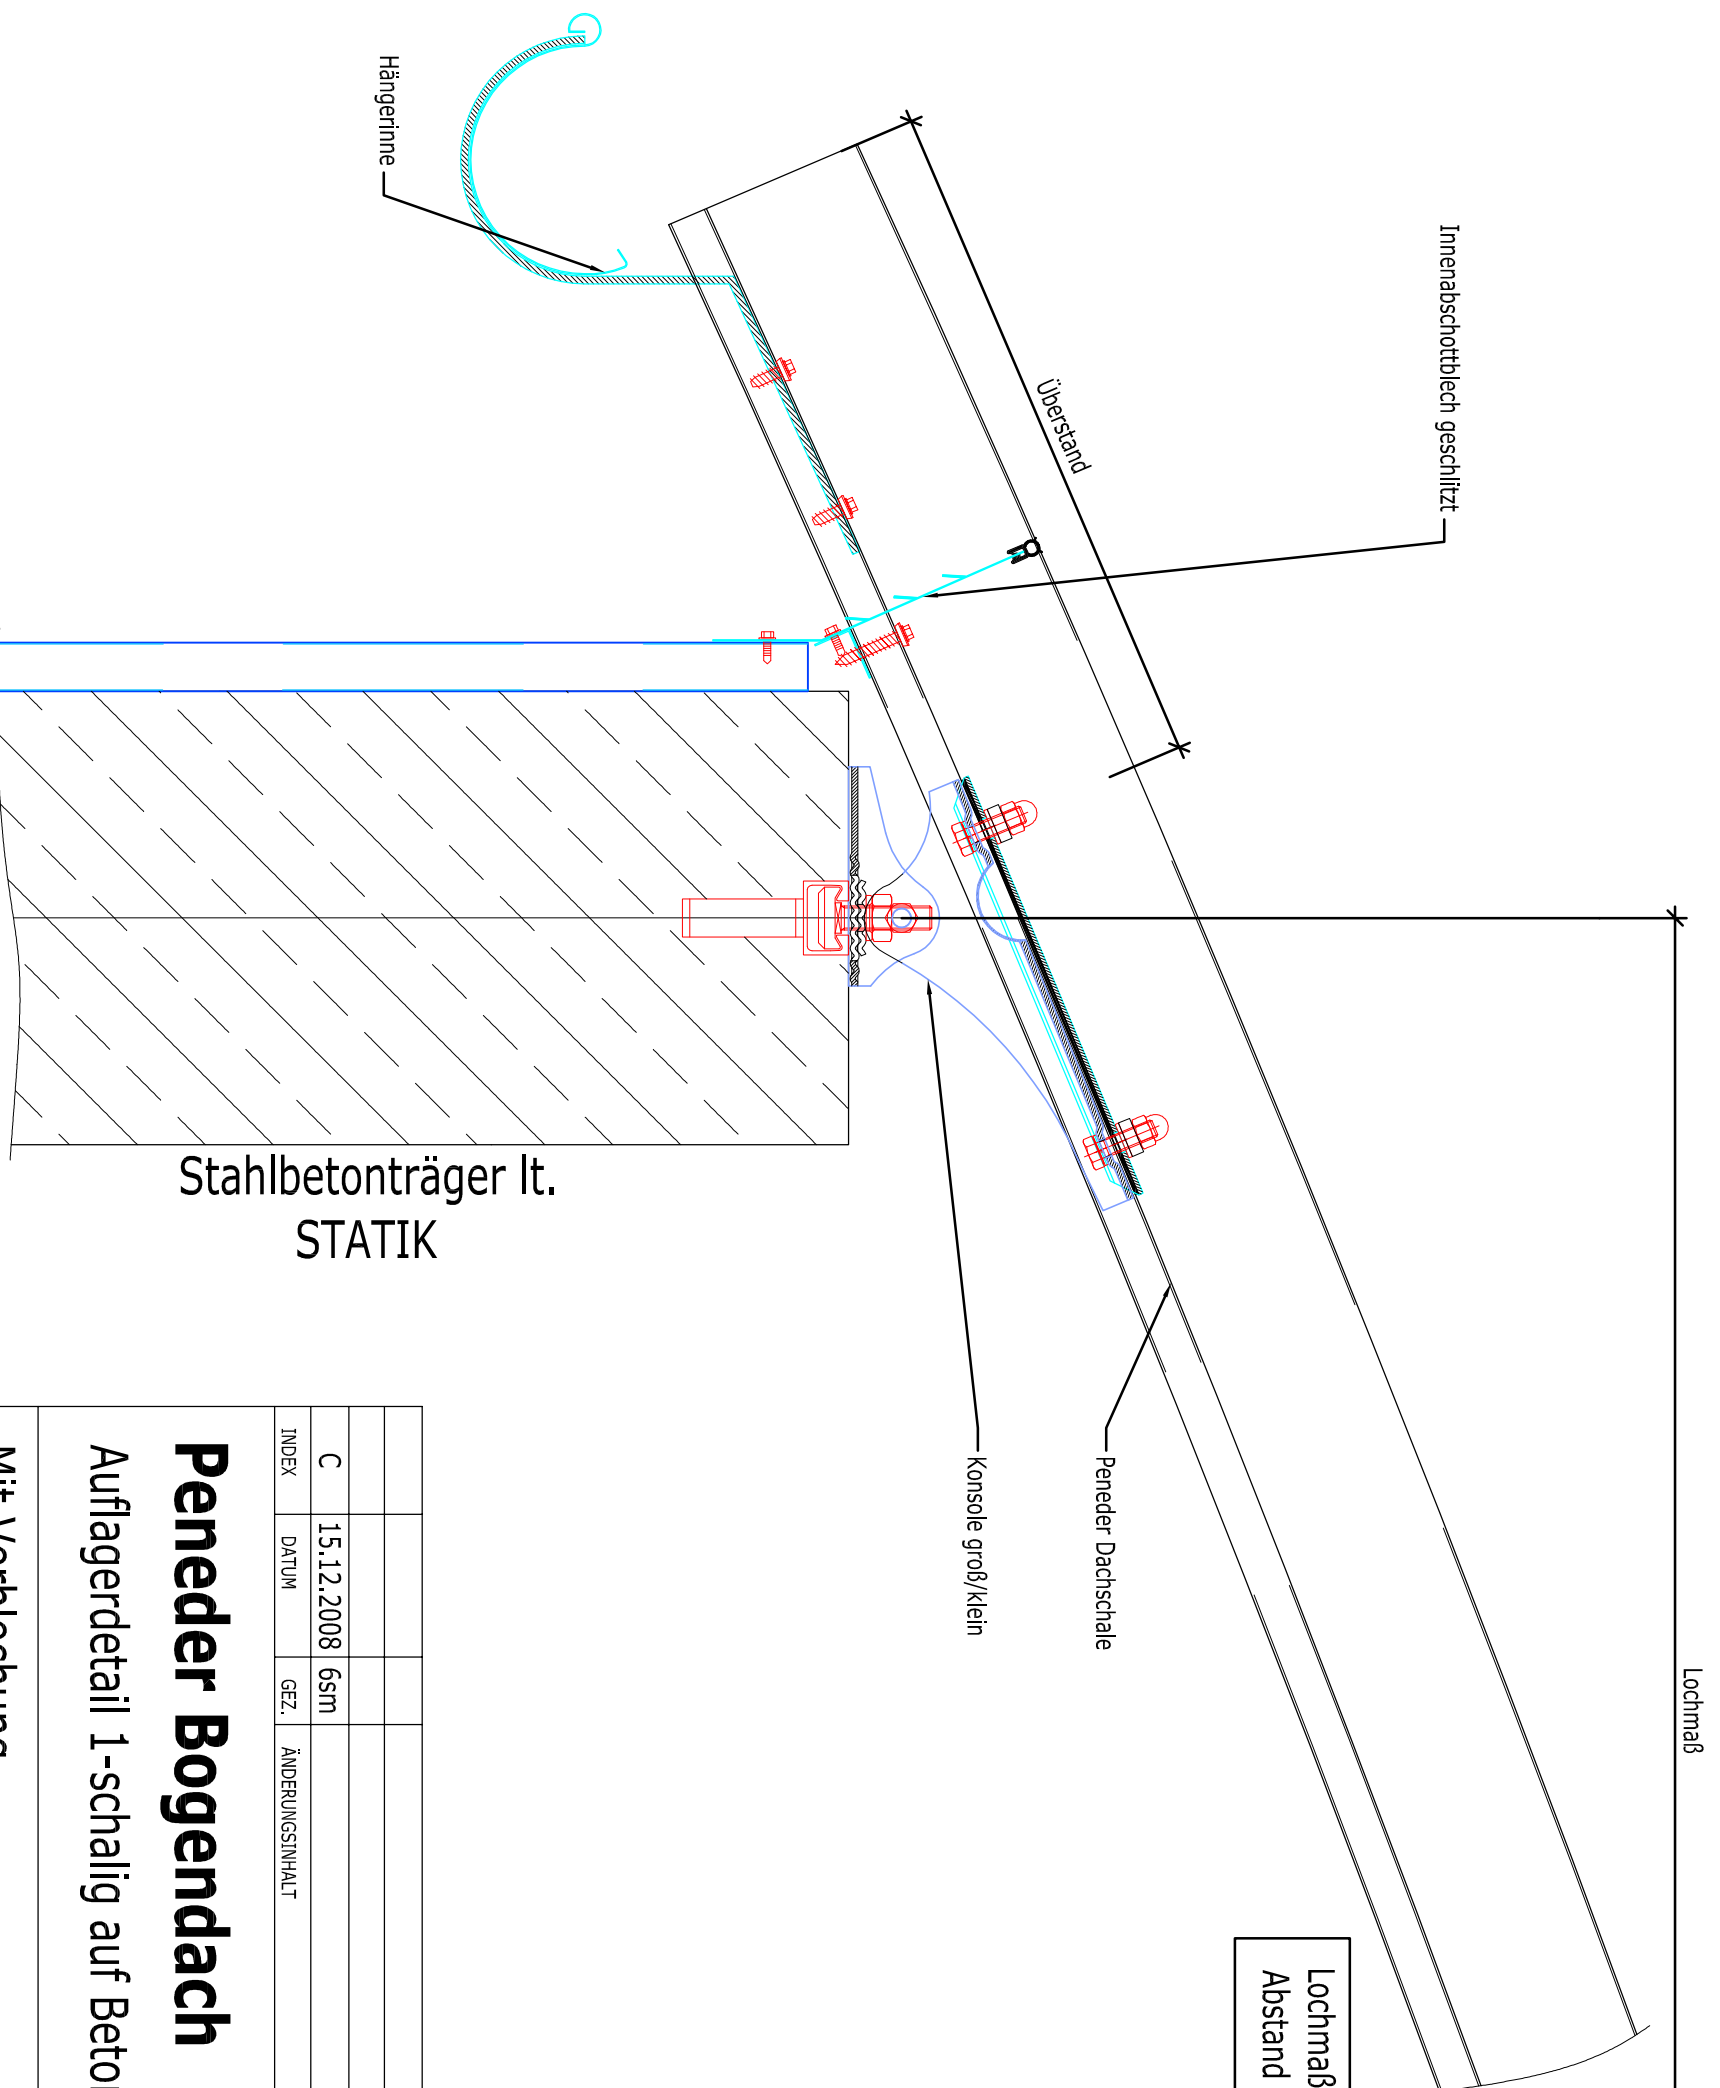 Lochmaß
Innenabschottblech geschlitzt
Überstand
Hängerinne
Peneder Dachschale
Konsole groß/klein
Stahlbetonträger lt.
STATIK
Lochmaß
Abstand
C 15.12.2008 6sm
INDEX DATUM GEZ. ÄNDERUNGSINHALT
Peneder Bogendach
Auflagerdetail 1-schalig auf